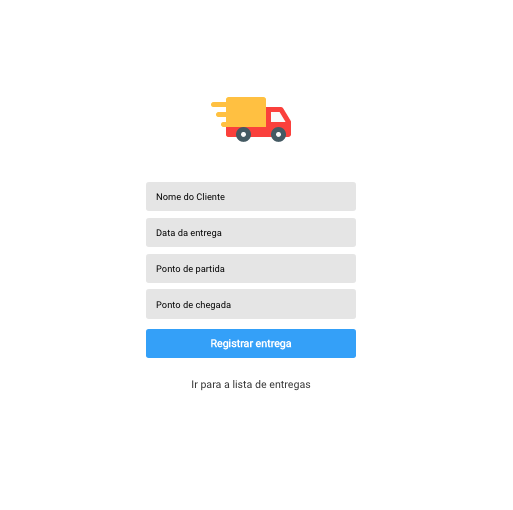 Nome do Cliente
Data da entrega
Ponto de partida
Ponto de chegada
Registrar entrega
Ir para a lista de entregas